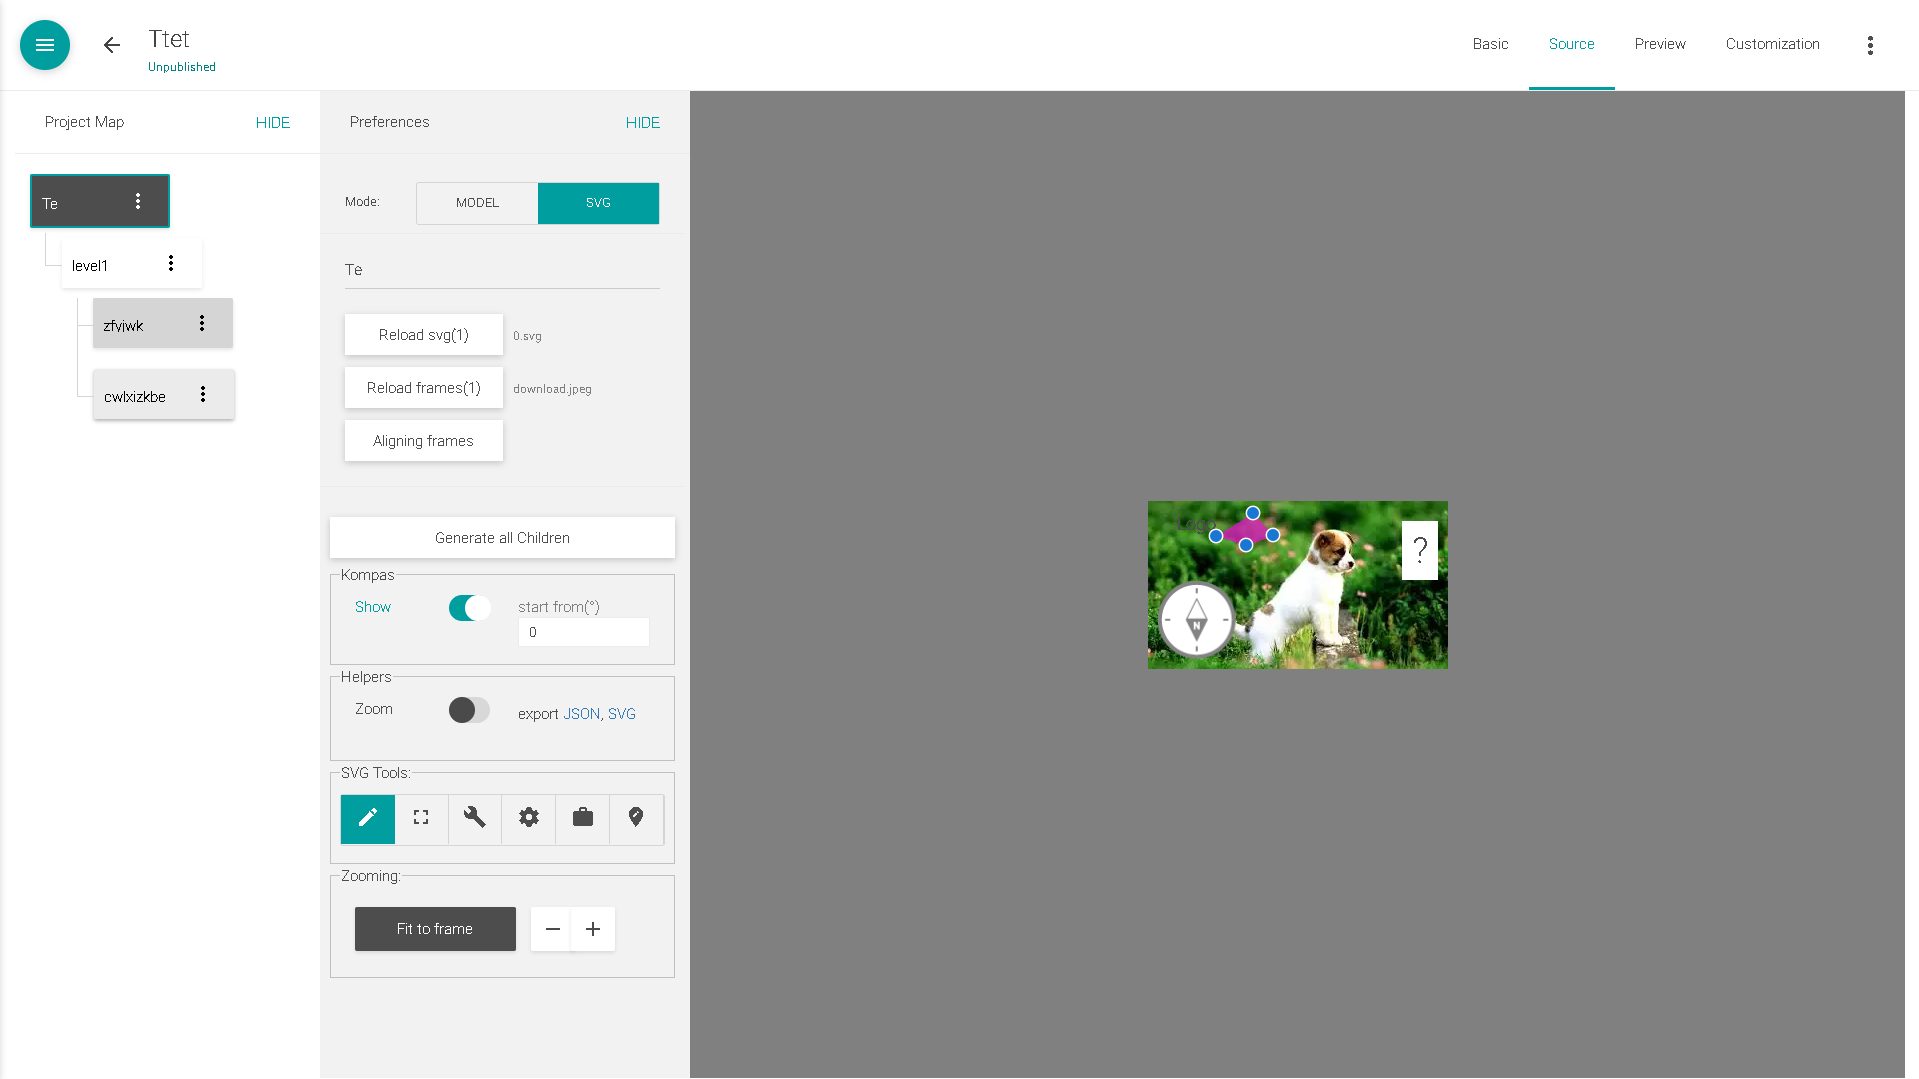 Ttet
Unpublished
Basic
Source
Preview
Customization
Project Map
HIDE
Te
level1
zfyjwk
cwlxizkbe
Preferences
HIDE
Mode:
MODEL
SVG
Te
Reload svg(1)
0.svg
Reload frames(1)
download.jpeg
Aligning frames
Generate all Children
Kompas
Show
start from(°)
0
Helpers
Zoom
export JSON, SVG
SVG Tools:
Zooming:
Fit to frame
− +
Logo
?
N